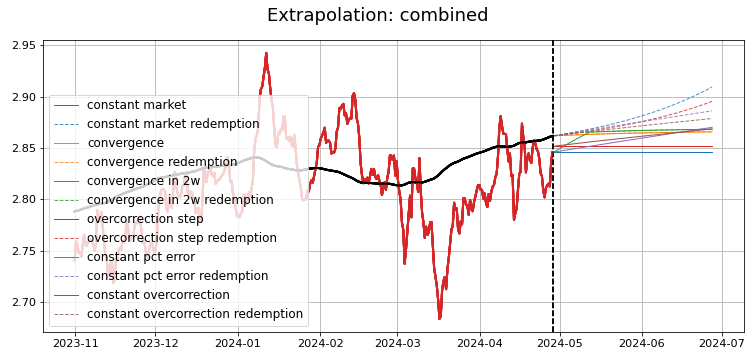 Extrapolation: combined
2.95
2.90
2.85
2.80
2.75
2.70
constant market
constant market redemption
convergence
convergence redemption
convergence in 2w
convergence in 2w redemption
overcorrection step
overcorrection step redemption
constant pct error
constant pct error redemption
constant overcorrection
constant overcorrection redemption
2023-11 2023-12 2024-01 2024-02 2024-03 2024-04 2024-05 2024-06 2024-07